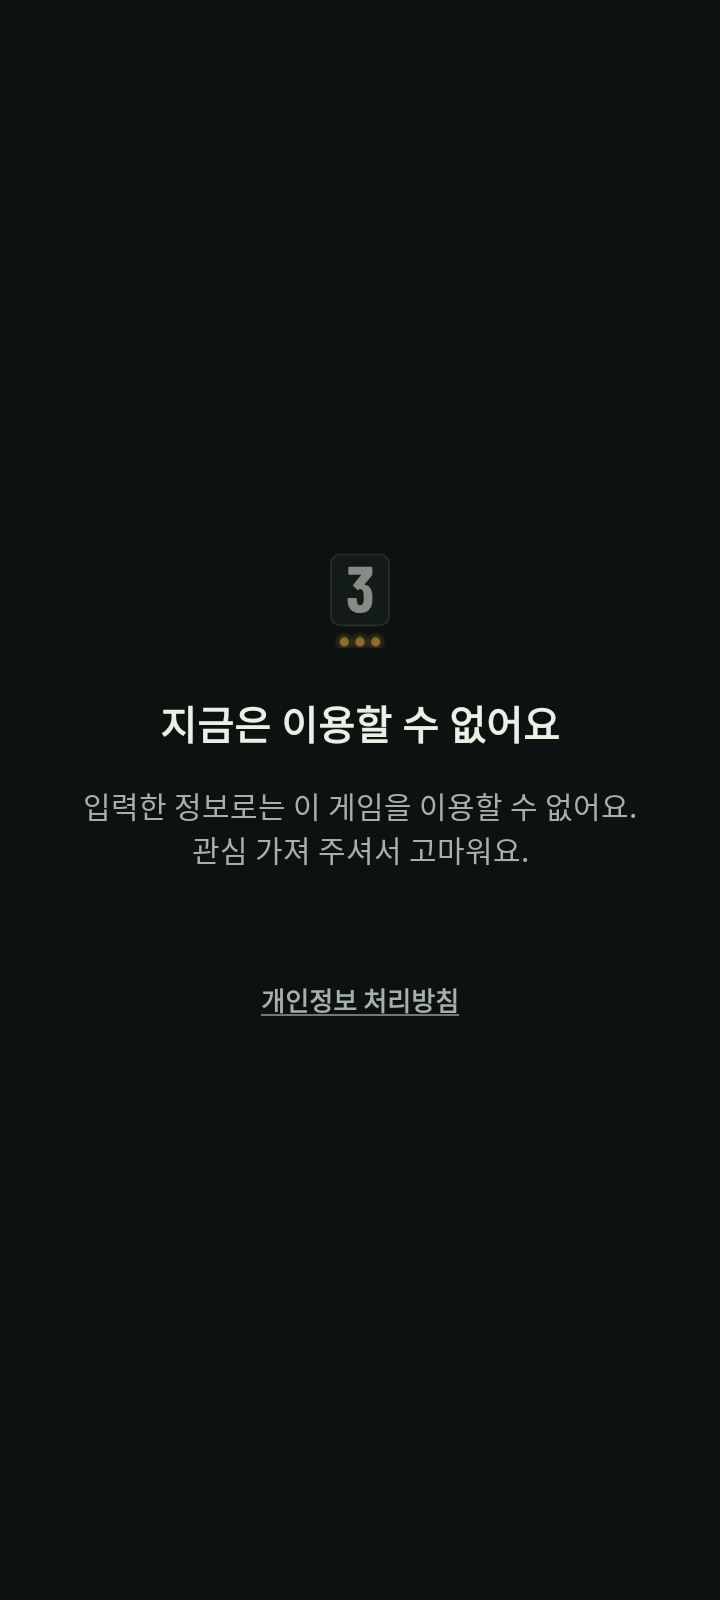 3
지금은 이용할 수 없어요
입력한 정보로는 이 게임을 이용할 수 없어요.
관심 가져 주셔서 고마워요.
개인정보 처리방침